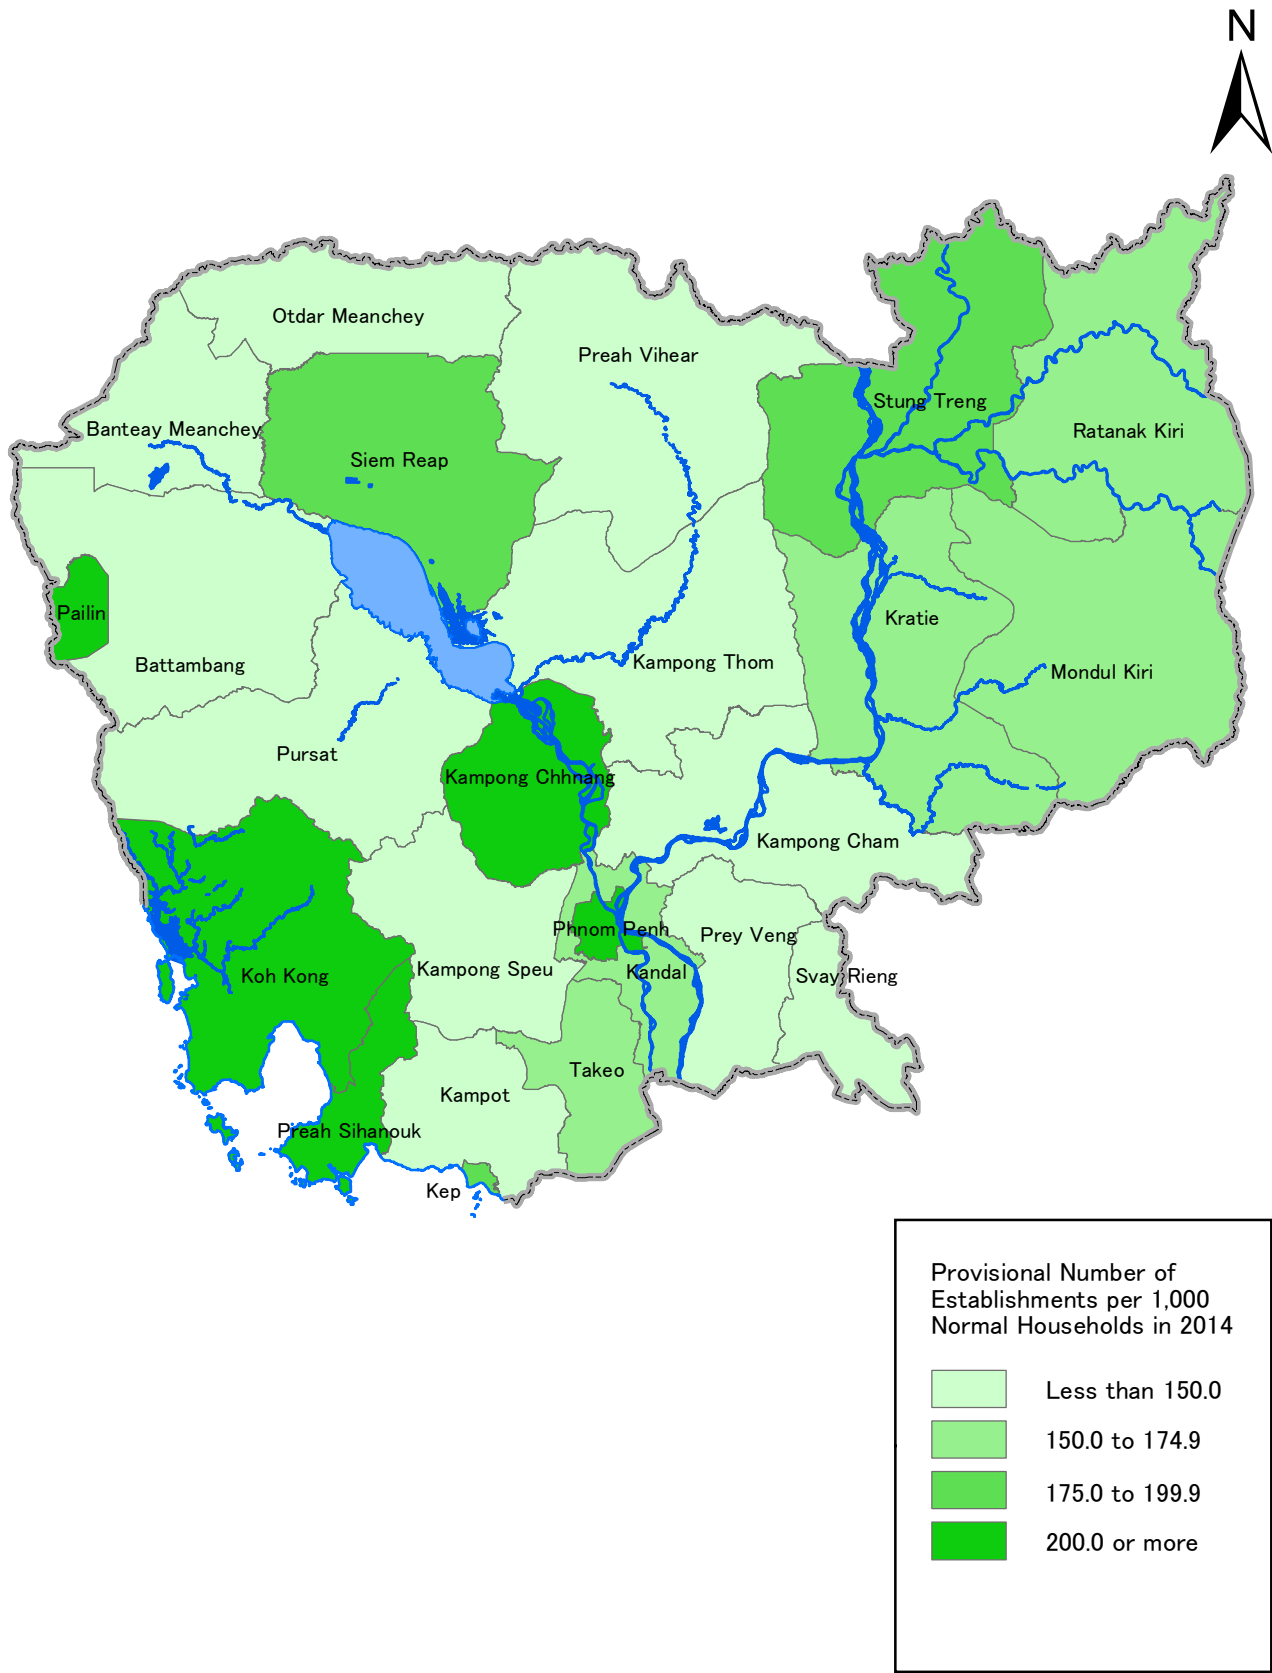 N
Otdar Meanchey
Preah Vihear
Stung Treng
Banteay Meanchey
Ratanak Kiri
Siem Reap
Pailin
Kratie
Battambang
Kampong Thom
Mondul Kiri
Pursat
Kampong Chhnang
Kampong Cham
Phnom Penh
Prey Veng
Koh Kong
Kampong Speu
Kandal
Svay Rieng
Takeo
Kampot
Preah Sihanouk
Kep
Provisional Number of
Establishments per 1,000
Normal Households in 2014
Less than 150.0
150.0 to 174.9
175.0 to 199.9
200.0 or more